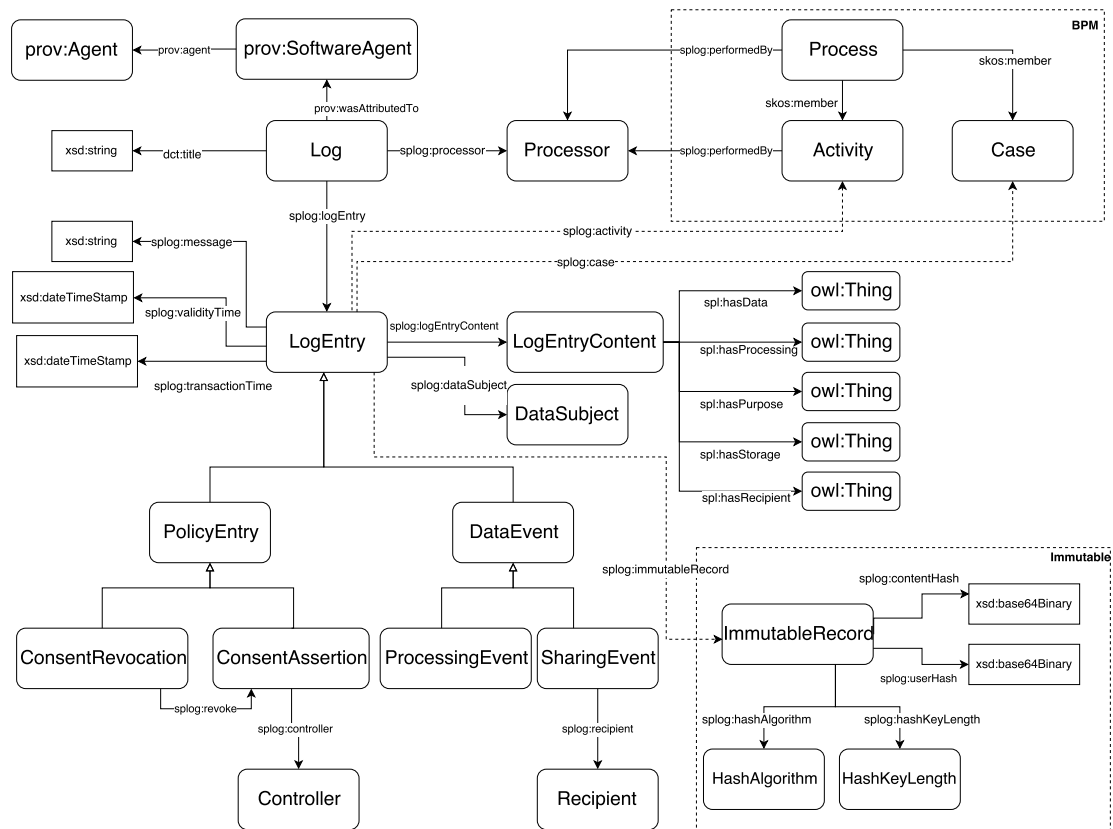 BPM
prov:Agent
prov:agent
prov:SoftwareAgent
splog:performedBy
Process
skos:member
skos:member
prov:wasAttributedTo
xsd:string
dct:title
Log
splog:processor
Processor
splog:performedBy
Activity
Case
splog:logEntry
xsd:string
splog:message
splog:activity
splog:case
xsd:dateTimeStamp
splog:validityTime
LogEntry
splog:logEntryContent
LogEntryContent
spl:hasData
owl:Thing
spl:hasProcessing
owl:Thing
xsd:dateTimeStamp
splog:transactionTime
splog:dataSubject
DataSubject
spl:hasPurpose
owl:Thing
spl:hasStorage
owl:Thing
spl:hasRecipient
owl:Thing
PolicyEntry
DataEvent
splog:immutableRecord
Immutable
splog:contentHash
xsd:base64Binary
ImmutableRecord
splog:userHash
xsd:base64Binary
ConsentRevocation
ConsentAssertion
ProcessingEvent
SharingEvent
splog:revoke
splog:controller
splog:recipient
splog:hashAlgorithm
splog:hashKeyLength
HashAlgorithm
HashKeyLength
Controller
Recipient